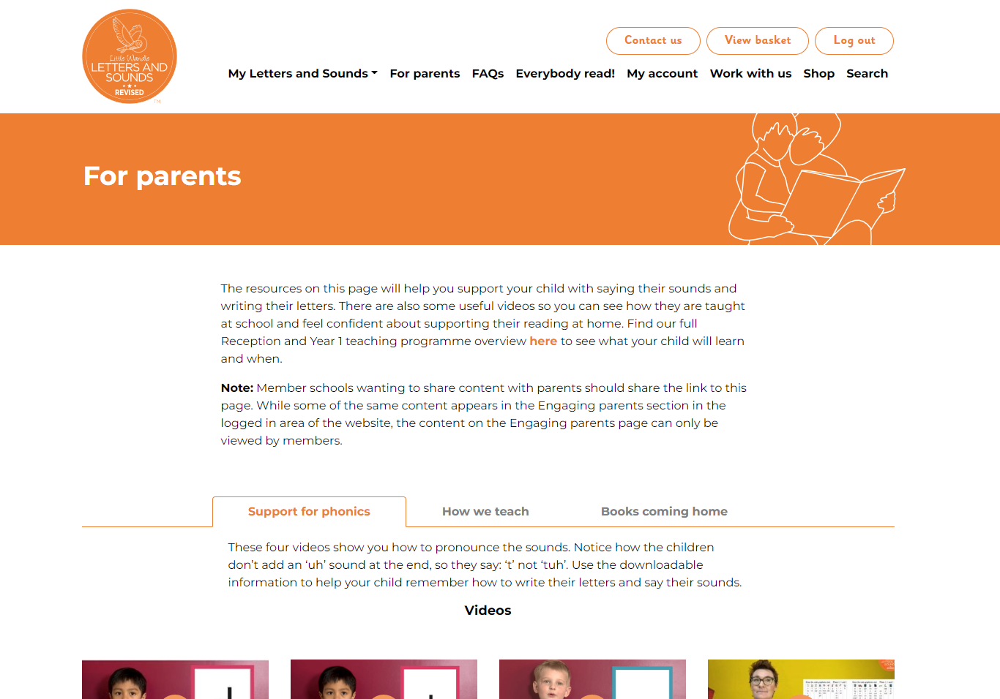 Little Wandle
LETTERS AND
SOUNDS
REVISED
TM
Contact us
View basket
Log out
My Letters and Sounds
For parents
FAQs
Everybody read!
My account
Work with us
Shop
Search
For parents
The resources on this page will help you support your child with saying their sounds and
writing their letters. There are also some useful videos so you can see how they are taught
at school and feel confident about supporting their reading at home. Find our full
Reception and Year 1 teaching programme overview here to see what your child will learn
and when.
Note: Member schools wanting to share content with parents should share the link to this
page. While some of the same content appears in the Engaging parents section in the
logged in area of the website, the content on the Engaging parents page can only be
viewed by members.
Support for phonics
How we teach
Books coming home
These four videos show you how to pronounce the sounds. Notice how the children
don’t add an ‘uh’ sound at the end, so they say: ‘t’ not ‘tuh’. Use the downloadable
information to help your child remember how to write their letters and say their sounds.
Videos